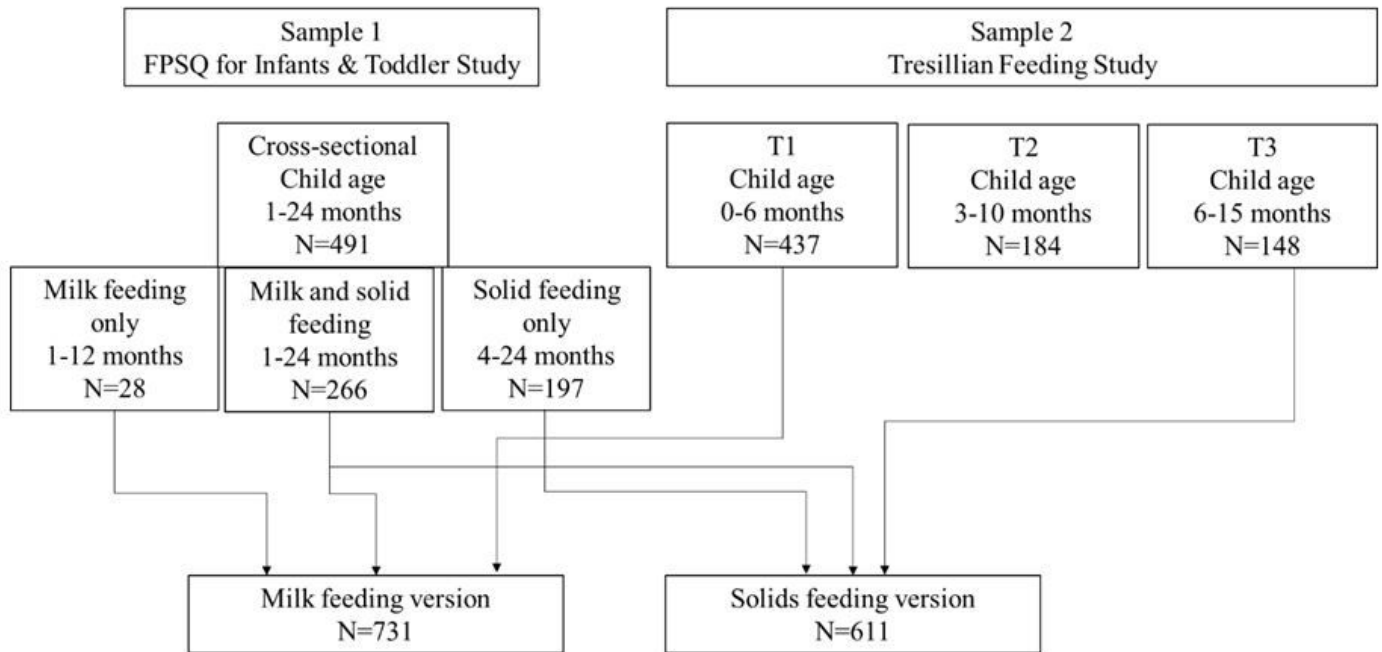 Sample 1
FPSQ for Infants & Toddler Study
Sample 2
Tresillian Feeding Study
Cross-sectional
Child age
1-24 months
N=491
T1
Child age
0-6 months
N=437
T2
Child age
3-10 months
N=184
T3
Child age
6-15 months
N=148
Milk feeding
only
1-12 months
N=28
Milk and solid
feeding
1-24 months
N=266
Solid feeding
only
4-24 months
N=197
Milk feeding version
N=731
Solids feeding version
N=611